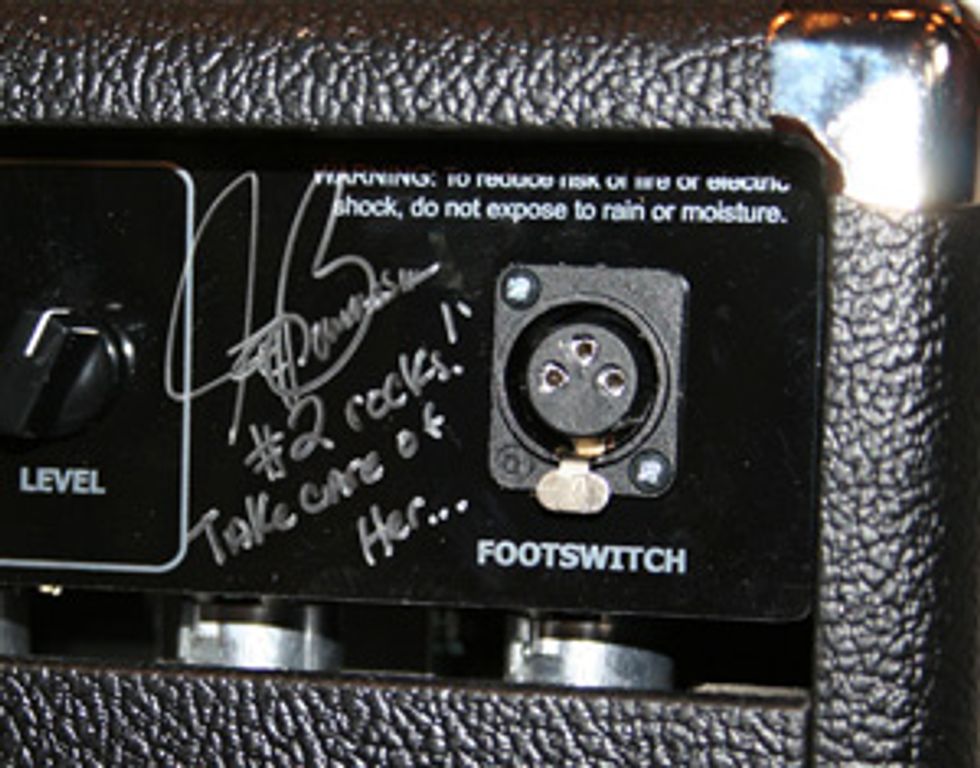 WARNING: To reduce risk of fire or electric
shock, do not expose to rain or moisture.
#2 rocks!
Take care of
Her...
LEVEL
FOOTSWITCH